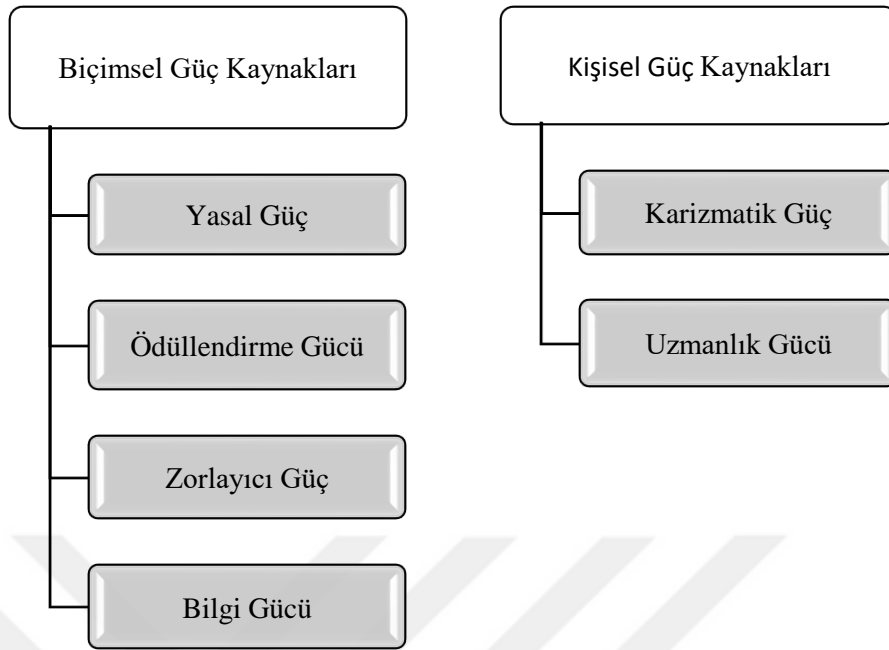 Biçimsel Güç Kaynakları
Yasal Güç
Ödüllendirme Gücü
Zorlayıcı Güç
Bilgi Gücü
Kişisel Güç Kaynakları
Karizmatik Güç
Uzmanlık Gücü